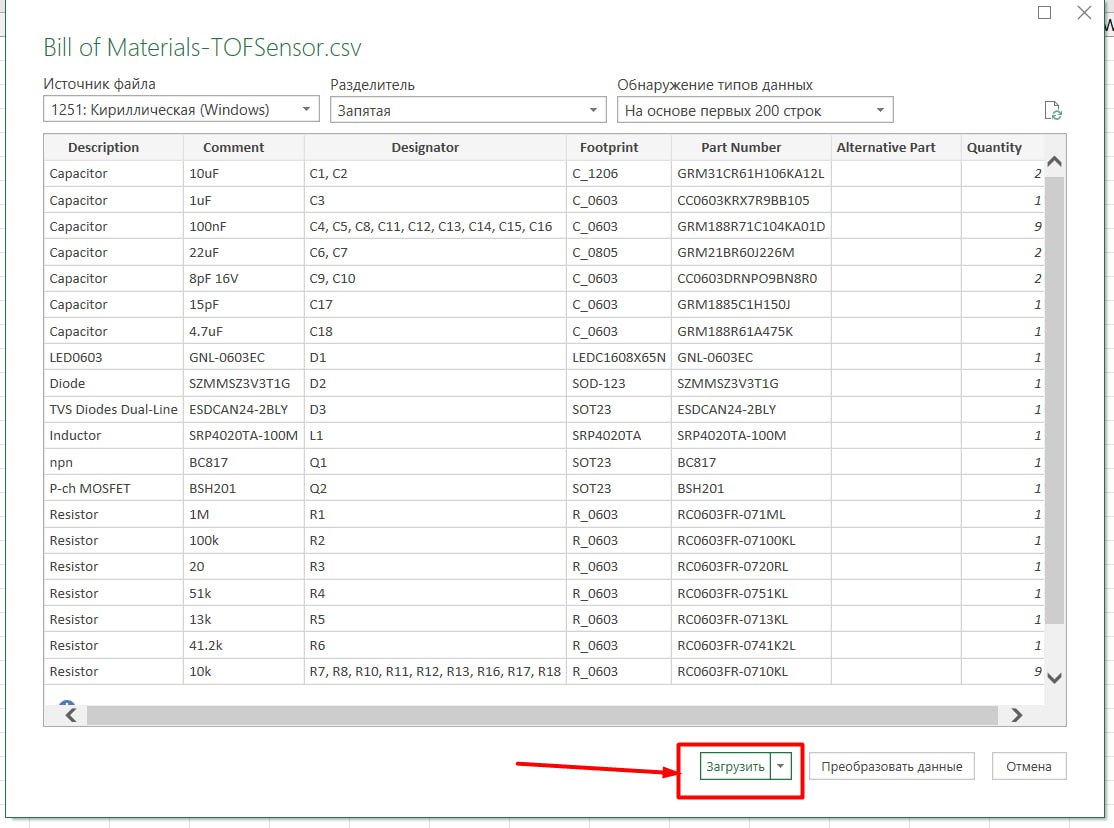 W
Bill of Materials-TOFSensor.csv
Источник файла Разделитель Обнаружение типов данных
1251: Кириллическая (Windows) Запятая На основе первых 200 строк
Description Comment Designator Footprint Part Number Alternative Part Quantity
Capacitor 10uF C1, C2 C_1206 GRM31CR61H106KA12L 2
Capacitor 1uF C3 C_0603 CC0603KRX7R9BB105 1
Capacitor 100nF C4, C5, C8, C11, C12, C13, C14, C15, C16 C_0603 GRM188R71C104KA01D 9
Capacitor 22uF C6, C7 C_0805 GRM21BR60J226M 2
Capacitor 8pF 16V C9, C10 C_0603 CC0603DRNPO9BN8R0 2
Capacitor 15pF C17 C_0603 GRM1885C1H150J 1
Capacitor 4.7uF C18 C_0603 GRM188R61A475K 1
LED0603 GNL-0603EC D1 LEDC1608X65N GNL-0603EC 1
Diode SZMMSZ3V3T1G D2 SOD-123 SZMMSZ3V3T1G 1
TVS Diodes Dual-Line ESDCAN24-2BLY D3 SOT23 ESDCAN24-2BLY 1
Inductor SRP4020TA-100M L1 SRP4020TA SRP4020TA-100M 1
npn BC817 Q1 SOT23 BC817 1
P-ch MOSFET BSH201 Q2 SOT23 BSH201 1
Resistor 1M R1 R_0603 RC0603FR-071ML 1
Resistor 100k R2 R_0603 RC0603FR-07100KL 1
Resistor 20 R3 R_0603 RC0603FR-0720RL 1
Resistor 51k R4 R_0603 RC0603FR-0751KL 1
Resistor 13k R5 R_0603 RC0603FR-0713KL 1
Resistor 41.2k R6 R_0603 RC0603FR-0741K2L 1
Resistor 10k R7, R8, R10, R11, R12, R13, R16, R17, R18 R_0603 RC0603FR-0710KL 9
Загрузить Преобразовать данные Отмена